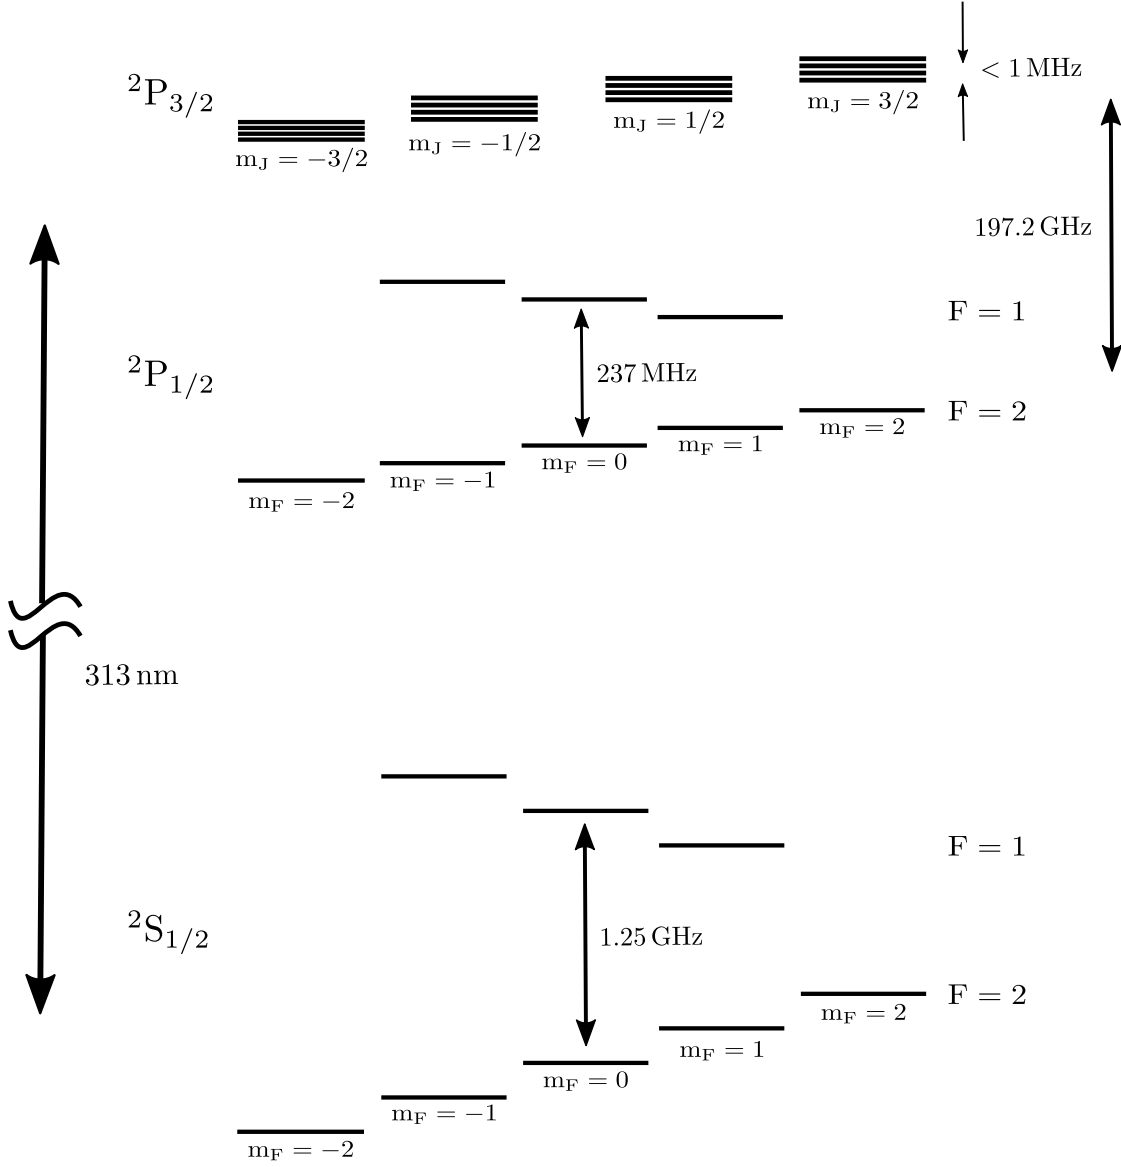 ²P₃/₂
m_J = −3/2
m_J = −1/2
m_J = 1/2
m_J = 3/2
< 1 MHz
197.2 GHz
²P₁/₂
237 MHz
F = 1
F = 2
m_F = −2
m_F = −1
m_F = 0
m_F = 1
m_F = 2
313 nm
²S₁/₂
1.25 GHz
F = 1
F = 2
m_F = −2
m_F = −1
m_F = 0
m_F = 1
m_F = 2